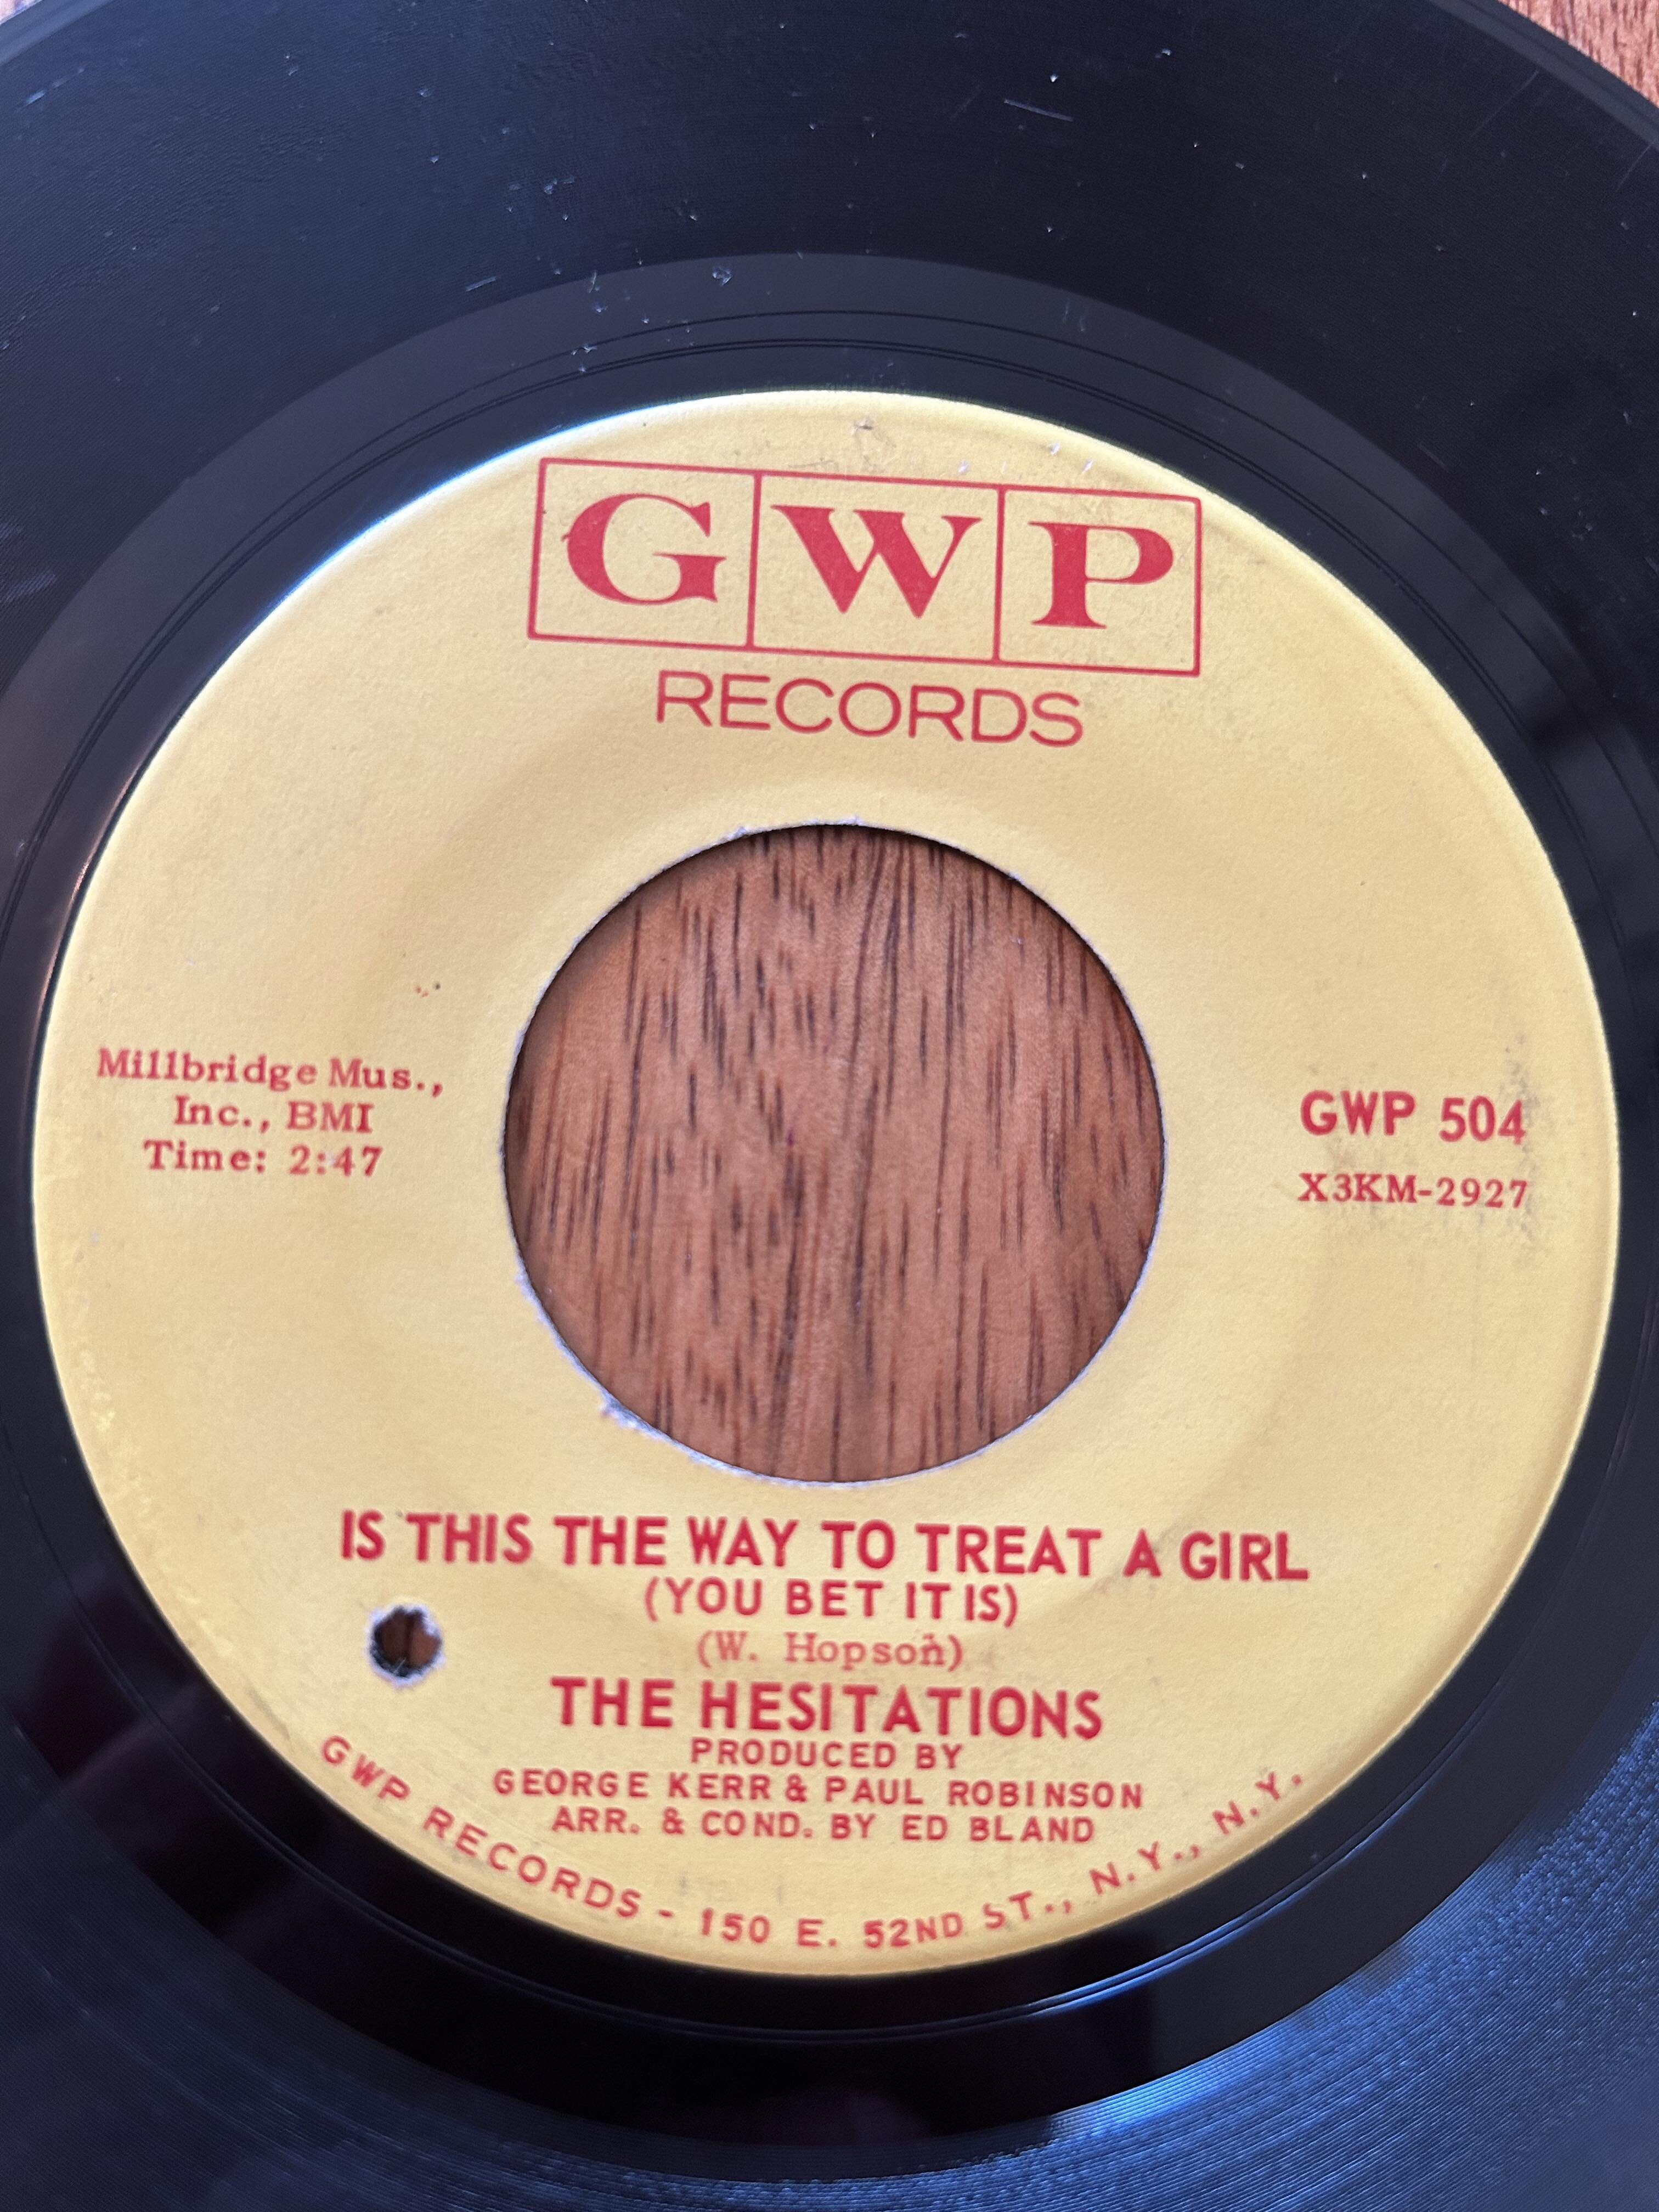 GWP
RECORDS
Millbridge Mus.,
Inc., BMI
Time: 2:47
GWP 504
X3KM-2927
IS THIS THE WAY TO TREAT A GIRL
(YOU BET IT IS)
(W. Hopson)
THE HESITATIONS
PRODUCED BY
GEORGE KERR & PAUL ROBINSON
ARR. & COND. BY ED BLAND
GWP RECORDS - 150 E. 52ND ST., N.Y., N.Y.